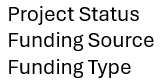 Project Status
Funding Source
Funding Type